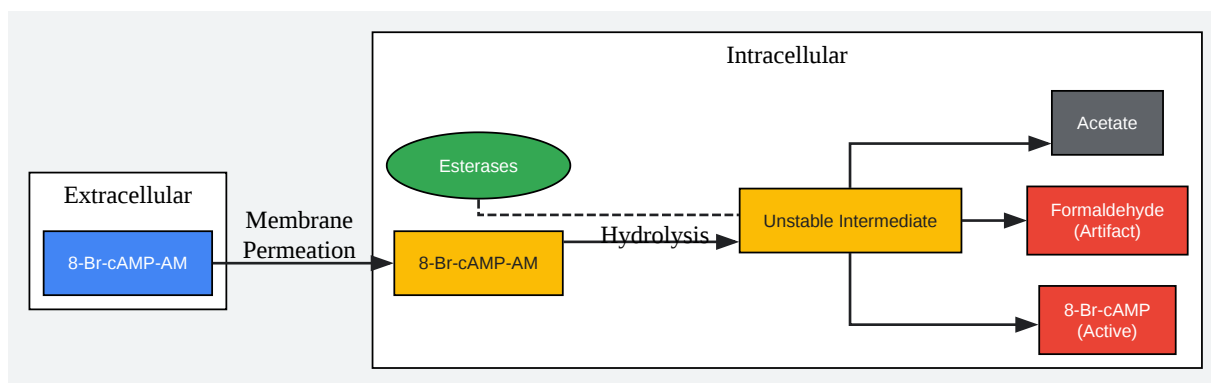 Intracellular
Acetate
Esterases
Extracellular
8-Br-cAMP-AM
Membrane
Permeation
8-Br-cAMP-AM
Hydrolysis
Unstable Intermediate
Formaldehyde
(Artifact)
8-Br-cAMP
(Active)